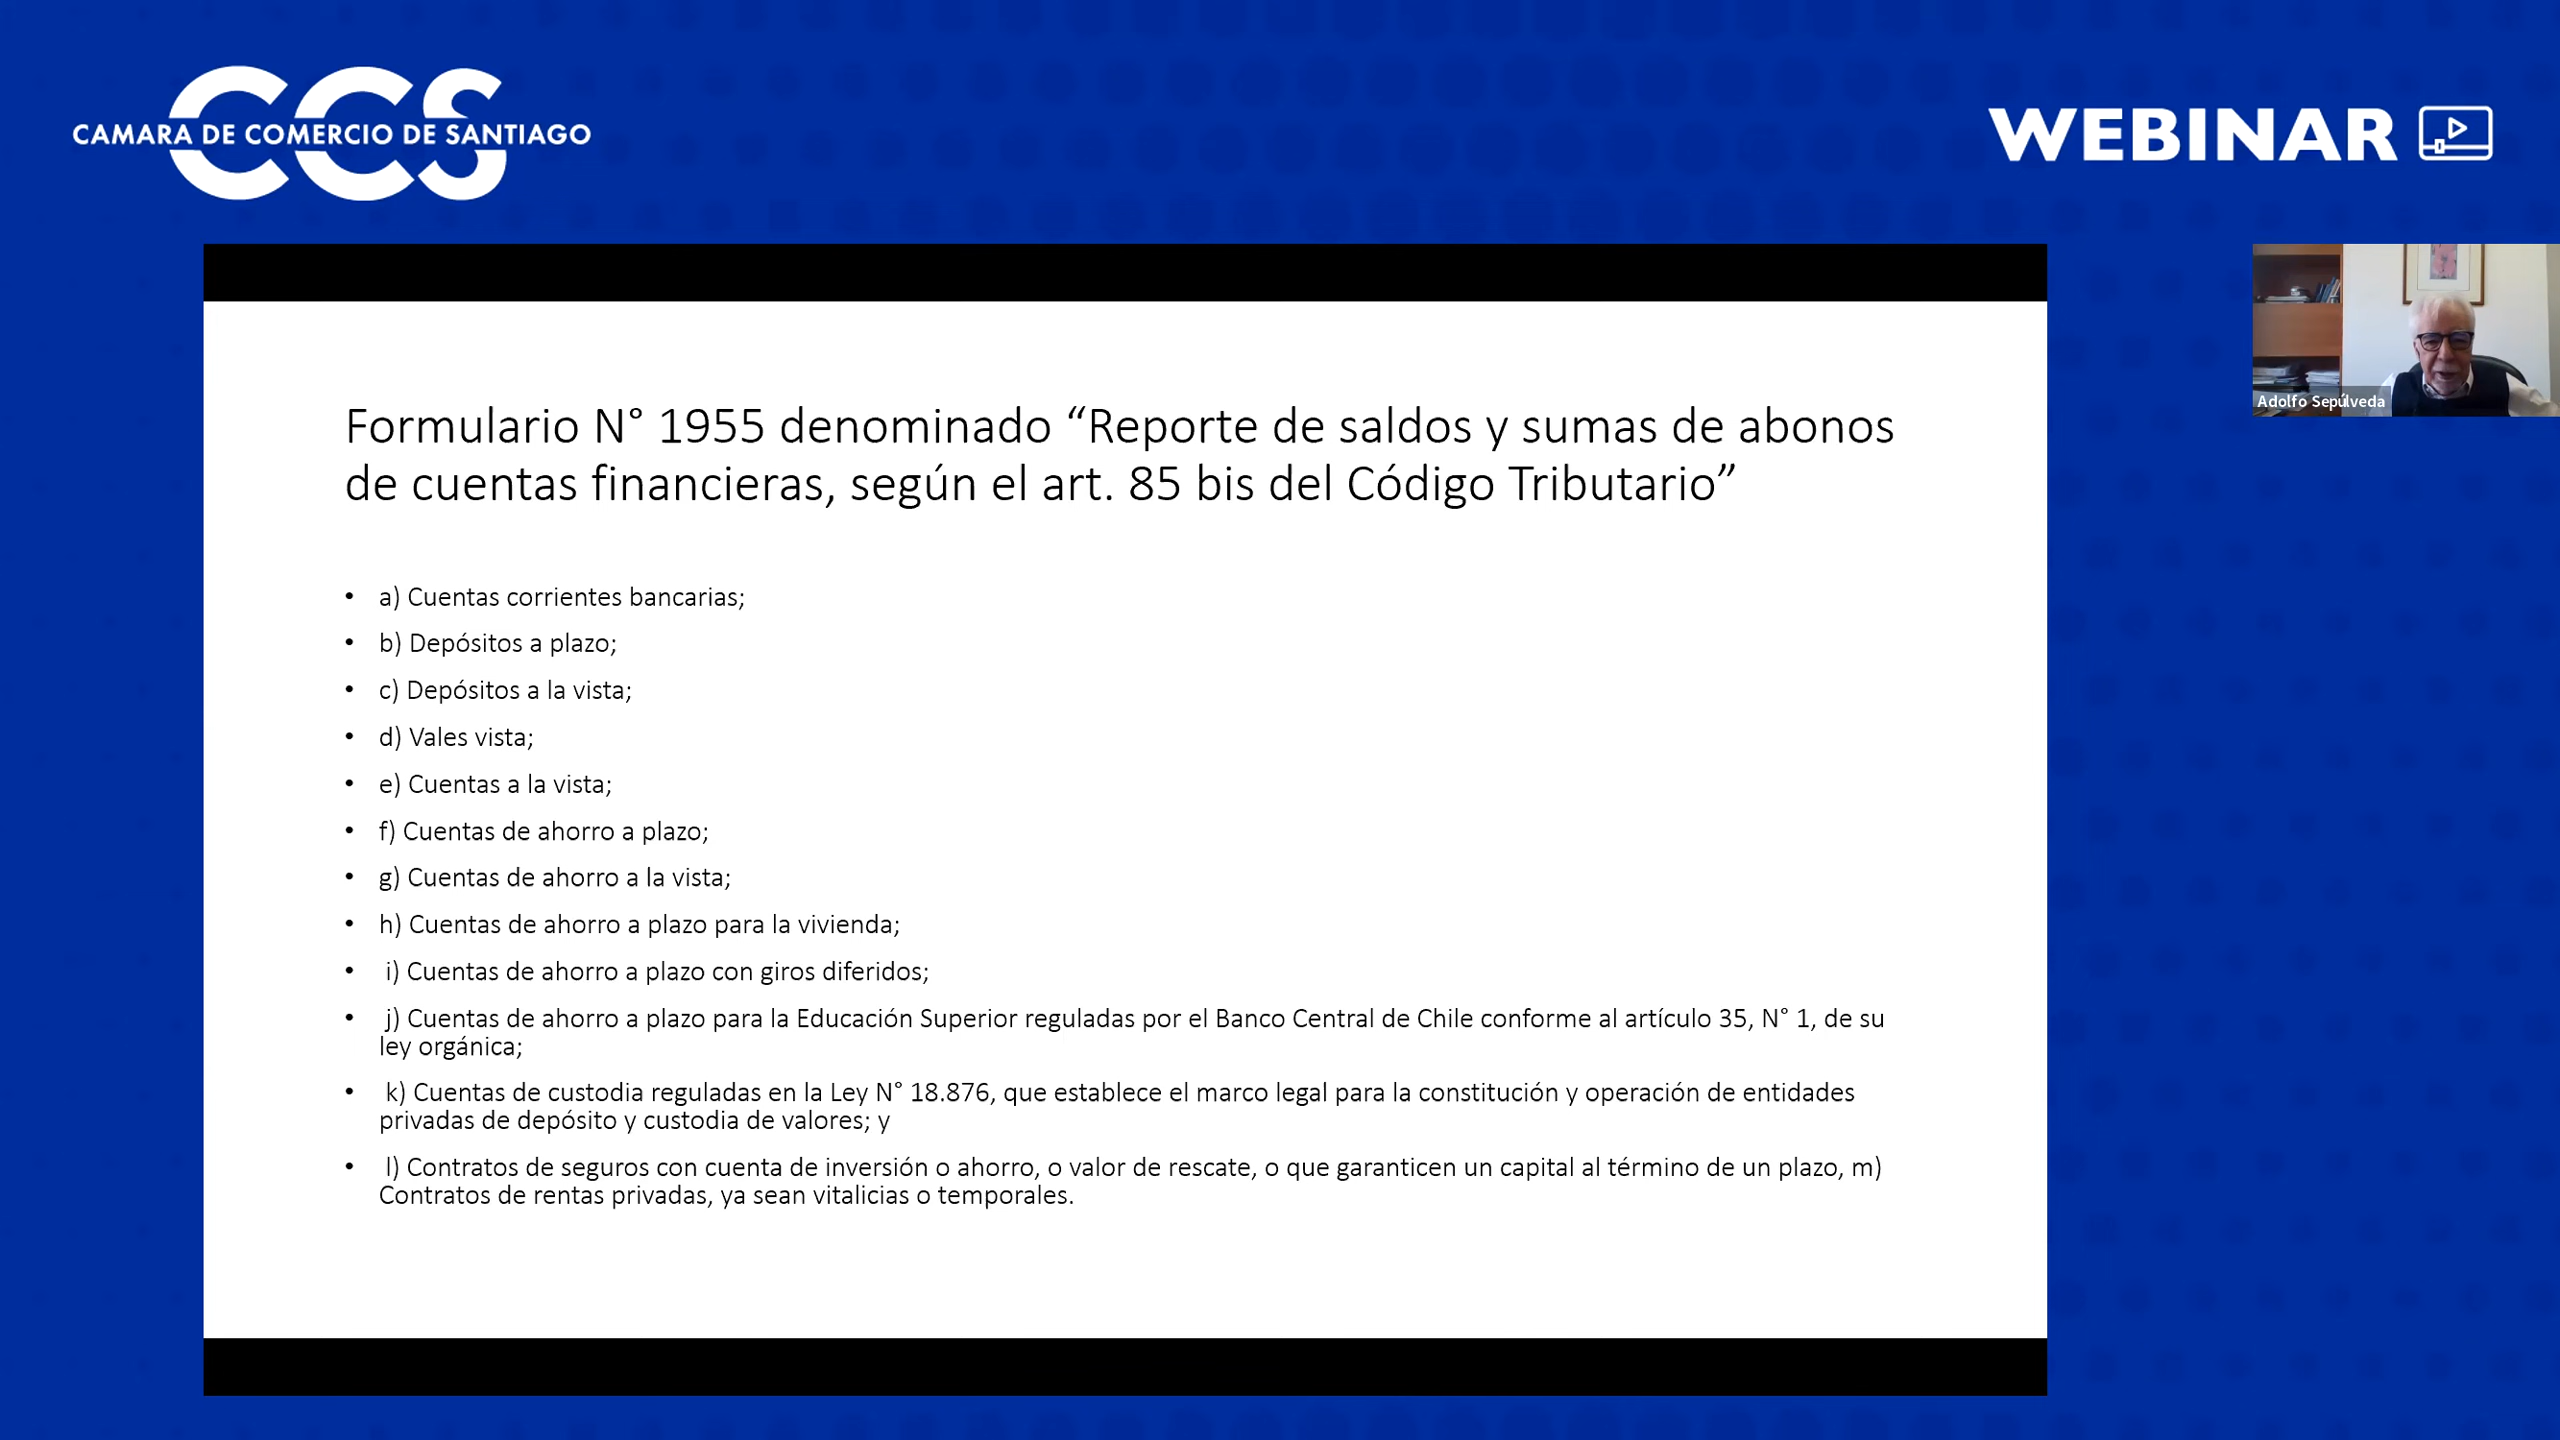 CCS
CAMARA DE COMERCIO DE SANTIAGO
WEBINAR
Adolfo Sepúlveda
Formulario N° 1955 denominado “Reporte de saldos y sumas de abonos
de cuentas financieras, según el art. 85 bis del Código Tributario”
• a) Cuentas corrientes bancarias;
• b) Depósitos a plazo;
• c) Depósitos a la vista;
• d) Vales vista;
• e) Cuentas a la vista;
• f) Cuentas de ahorro a plazo;
• g) Cuentas de ahorro a la vista;
• h) Cuentas de ahorro a plazo para la vivienda;
• i) Cuentas de ahorro a plazo con giros diferidos;
• j) Cuentas de ahorro a plazo para la Educación Superior reguladas por el Banco Central de Chile conforme al artículo 35, N° 1, de su
ley orgánica;
• k) Cuentas de custodia reguladas en la Ley N° 18.876, que establece el marco legal para la constitución y operación de entidades
privadas de depósito y custodia de valores; y
• l) Contratos de seguros con cuenta de inversión o ahorro, o valor de rescate, o que garanticen un capital al término de un plazo, m)
Contratos de rentas privadas, ya sean vitalicias o temporales.